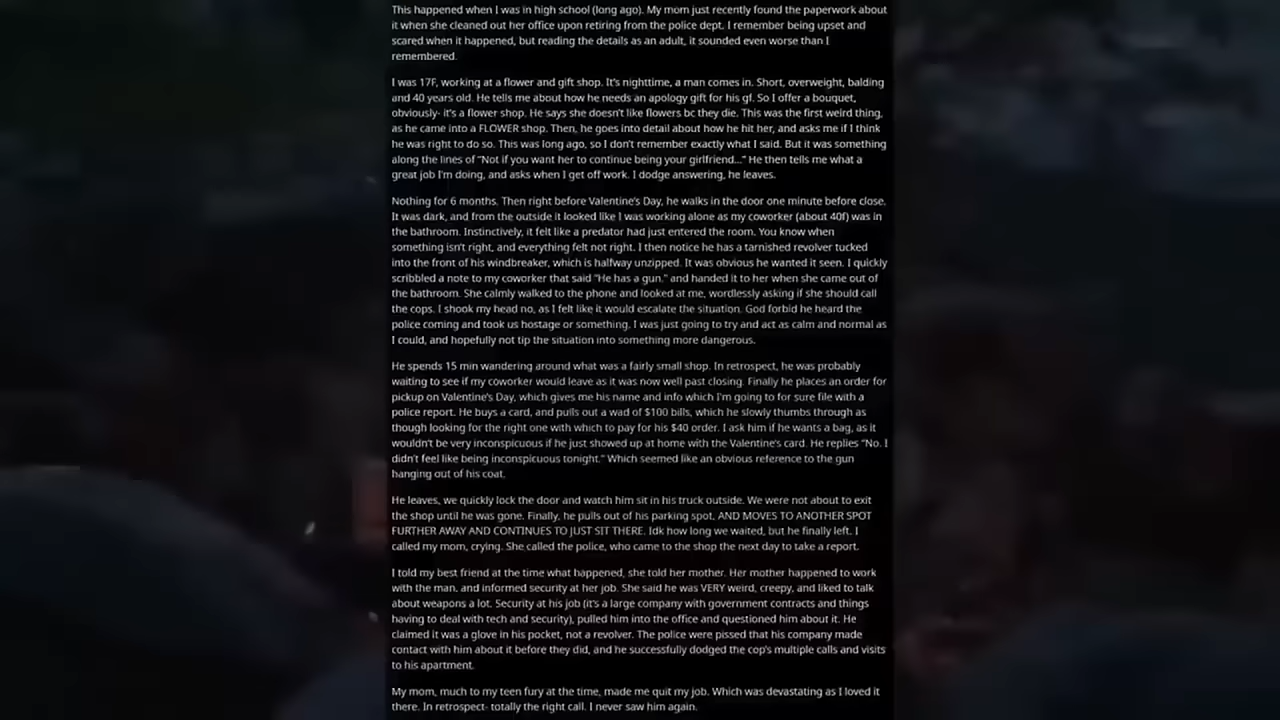 This happened when I was in high school (long ago). My mom just recently found the paperwork about
it when she cleaned out her office upon retiring from the police dept. I remember being upset and
scared when it happened, but reading the details as an adult, it sounded even worse than I
remembered.
I was 17F, working at a flower and gift shop. It's nighttime, a man comes in. Short, overweight, balding
and 40 years old. He tells me about how he needs an apology gift for his gf. So I offer a bouquet,
obviously- it's a flower shop. He says she doesn't like flowers bc they die. This was the first weird thing,
as he came into a FLOWER shop. Then, he goes into detail about how he hit her, and asks me if I think
he was right to do so. This was long ago, so I don't remember exactly what I said. But it was something
along the lines of "Not if you want her to continue being your girlfriend..." He then tells me what a
great job I'm doing, and asks when I get off work. I dodge answering, he leaves.
Nothing for 6 months. Then right before Valentine's Day, he walks in the door one minute before close.
It was dark, and from the outside it looked like I was working alone as my coworker (about 40f) was in
the bathroom. Instinctively, it felt like a predator had just entered the room. You know when
something isn't right, and everything felt not right. I then notice he has a tarnished revolver tucked
into the front of his windbreaker, which is halfway unzipped. It was obvious he wanted it seen. I quickly
scribbled a note to my coworker that said "He has a gun." and handed it to her when she came out of
the bathroom. She calmly walked to the phone and looked at me, wordlessly asking if she should call
the cops. I shook my head no, as I felt like it would escalate the situation. God forbid he heard the
police coming and took us hostage or something. I was just going to try and act as calm and normal as
I could, and hopefully not tip the situation into something more dangerous.
He spends 15 min wandering around what was a fairly small shop. In retrospect, he was probably
waiting to see if my coworker would leave as it was now well past closing. Finally he places an order for
pickup on Valentine's Day, which gives me his name and info which I'm going to for sure file with a
police report. He buys a card, and pulls out a wad of $100 bills, which he slowly thumbs through as
though looking for the right one with which to pay for his $40 order. I ask him if he wants a bag, as it
wouldn't be very inconspicuous if he just showed up at home with the Valentine's card. He replies "No. I
didn't feel like being inconspicuous tonight." Which seemed like an obvious reference to the gun
hanging out of his coat.
He leaves, we quickly lock the door and watch him sit in his truck outside. We were not about to exit
the shop until he was gone. Finally, he pulls out of his parking spot, AND MOVES TO ANOTHER SPOT
FURTHER AWAY AND CONTINUES TO JUST SIT THERE. Idk how long we waited, but he finally left. I
called my mom, crying. She called the police, who came to the shop the next day to take a report.
I told my best friend at the time what happened, she told her mother. Her mother happened to work
with the man, and informed security at her job. She said he was VERY weird, creepy, and liked to talk
about weapons a lot. Security at his job (it's a large company with government contracts and things
having to deal with tech and security), pulled him into the office and questioned him about it. He
claimed it was a glove in his pocket, not a revolver. The police were pissed that his company made
contact with him about it before they did, and he successfully dodged the cop's multiple calls and visits
to his apartment.
My mom, much to my teen fury at the time, made me quit my job. Which was devastating as I loved it
there. In retrospect- totally the right call. I never saw him again.